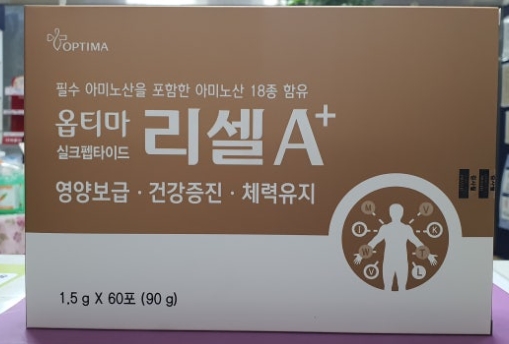 OPTIMA
필수 아미노산을 포함한 아미노산 18종 함유
옵티마
실크펩타이드
리셀 A+
영양보급 · 건강증진 · 체력유지
M V
I K
W T
V L
1.5 g X 60포 (90 g)